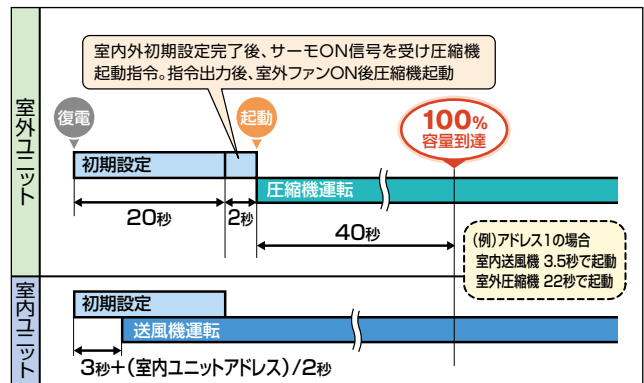 室内外初期設定完了後、サーモON信号を受け圧縮機
起動指令。指令出力後、室外ファンON後圧縮機起動
室外ユニット
復電
起動
100%
容量到達
初期設定
圧縮機運転
20秒
2秒
40秒
(例)アドレス1の場合
室内送風機 3.5秒で起動
室外圧縮機 22秒で起動
室内ユニット
初期設定
送風機運転
3秒+(室内ユニットアドレス)/2秒